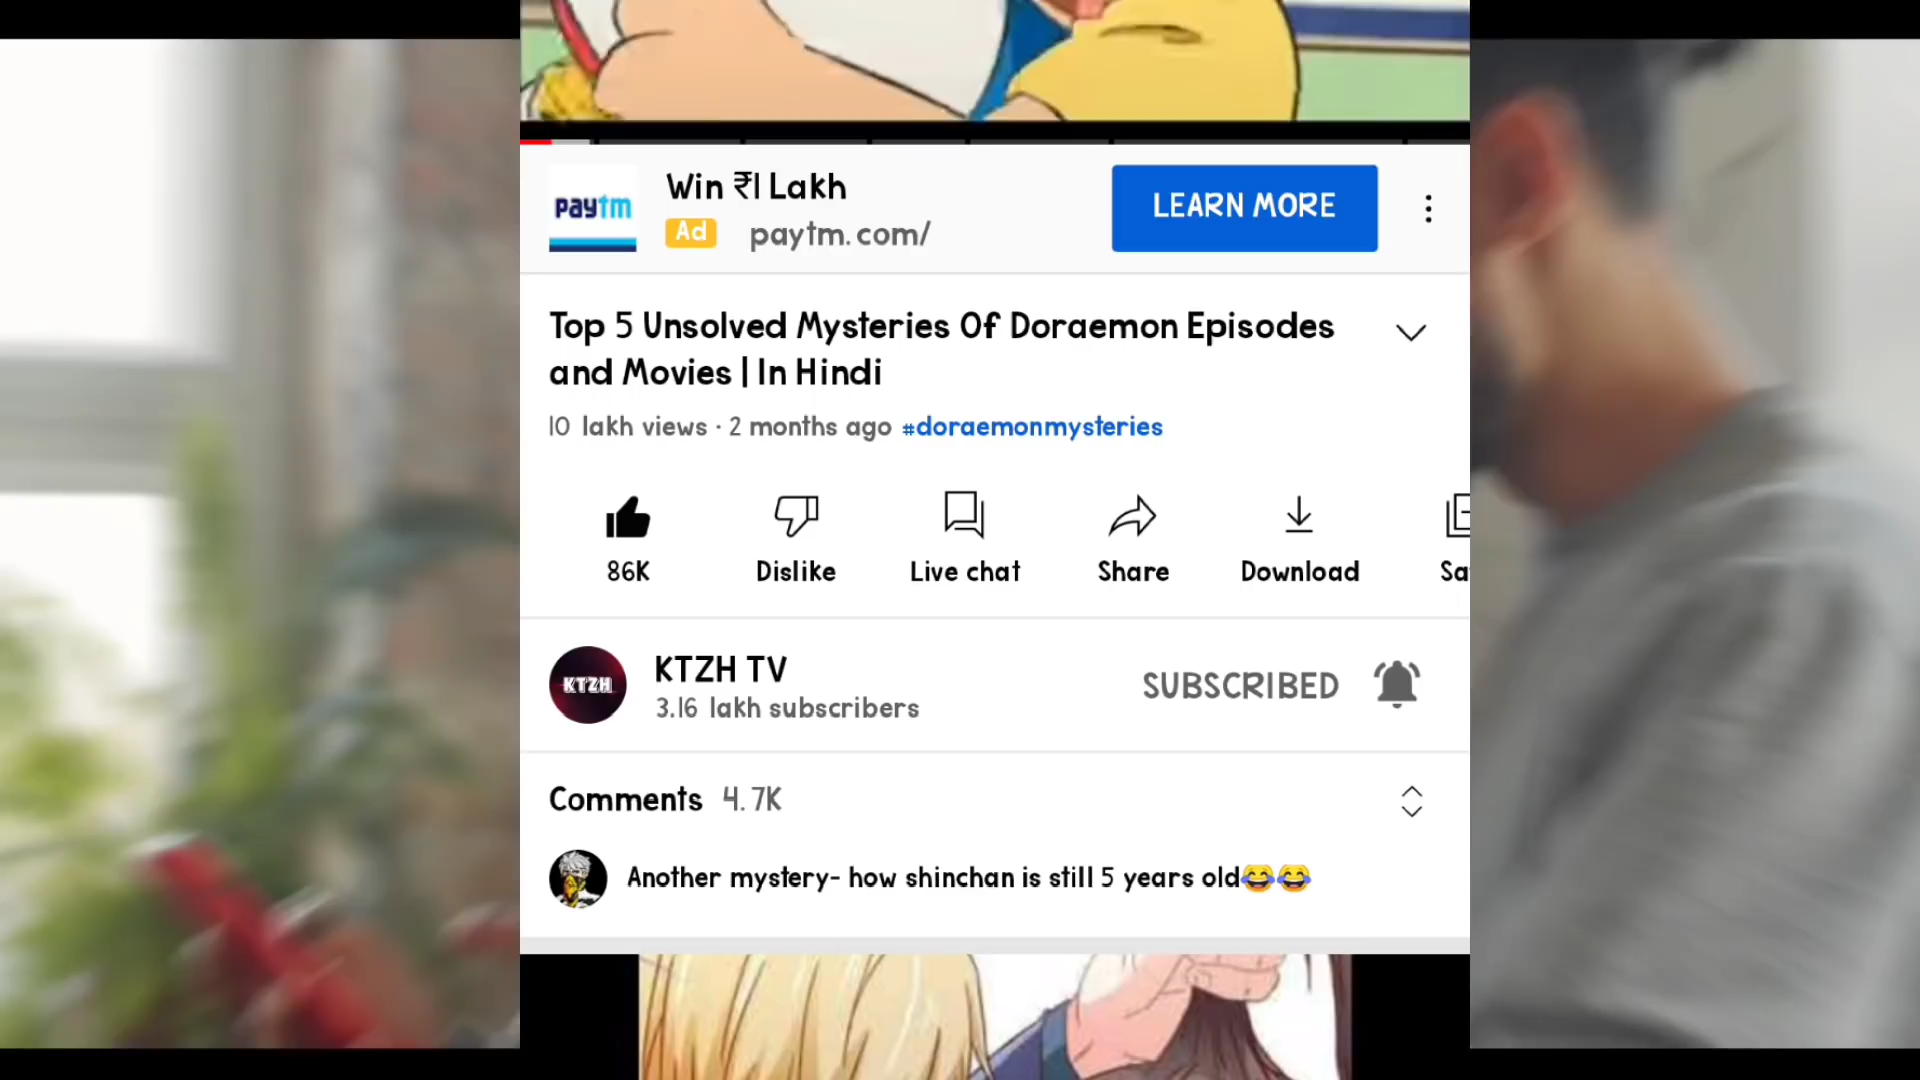 paytm
Win ₹1 Lakh
Ad paytm.com/
LEARN MORE
Top 5 Unsolved Mysteries Of Doraemon Episodes
and Movies | In Hindi
10 lakh views · 2 months ago #doraemonmysteries
86K
Dislike
Live chat
Share
Download
Sa
KTZH
KTZH TV
3.16 lakh subscribers
SUBSCRIBED
Comments 4.7K
Another mystery- how shinchan is still 5 years old😂😂